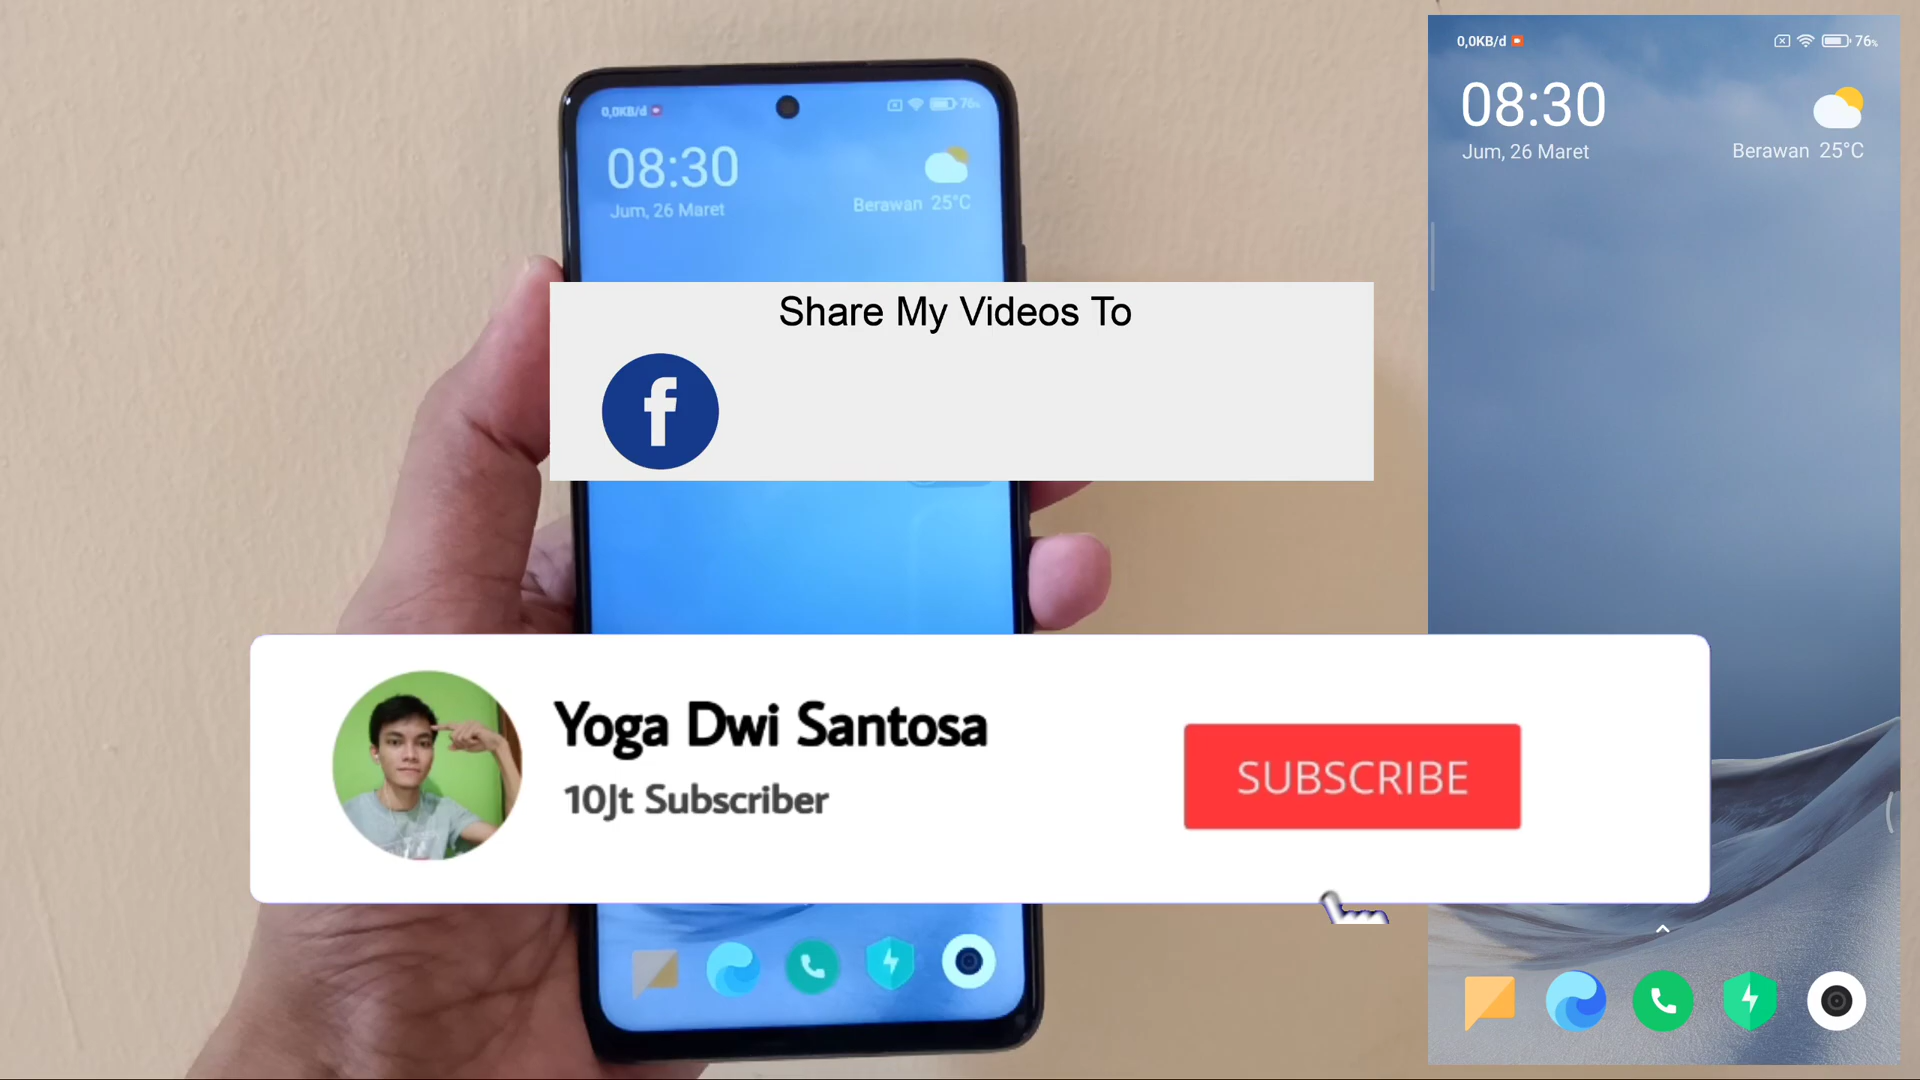 0,0KB/d
76%
08:30
Jum, 26 Maret
Berawan 25°C
Share My Videos To
f
Yoga Dwi Santosa
10Jt Subscriber
SUBSCRIBE
0,0KB/d
76%
08:30
Jum, 26 Maret
Berawan 25°C